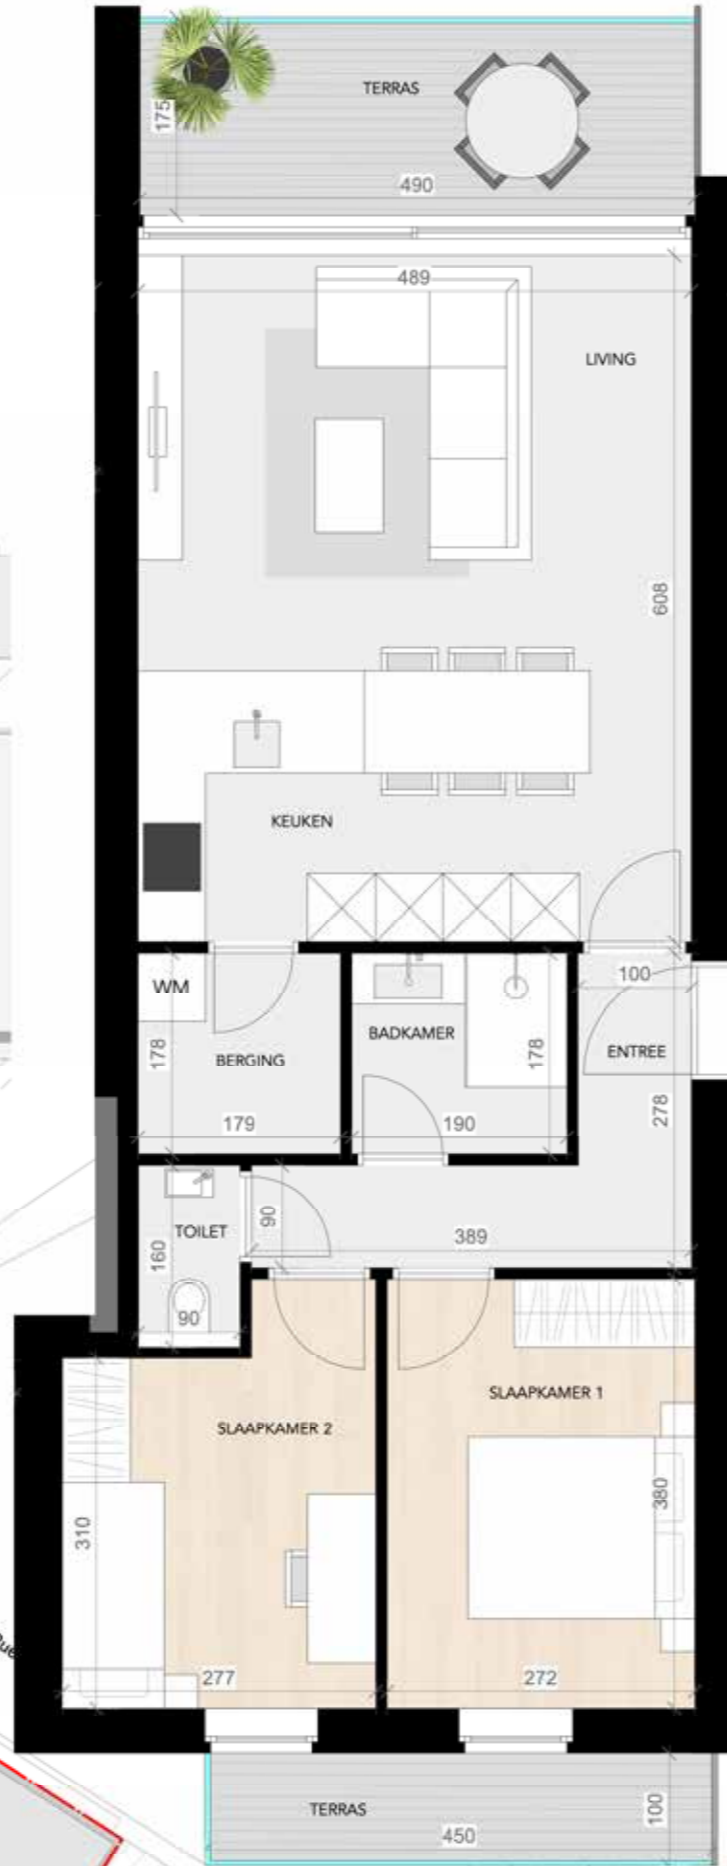 TERRAS
175
490
489
LIVING
608
KEUKEN
WM
100
BADKAMER
178
BERGING
178
ENTREE
179
190
278
TOILET
90
160
389
90
SLAAPKAMER 1
SLAAPKAMER 2
380
310
277
272
TERRAS
100
450